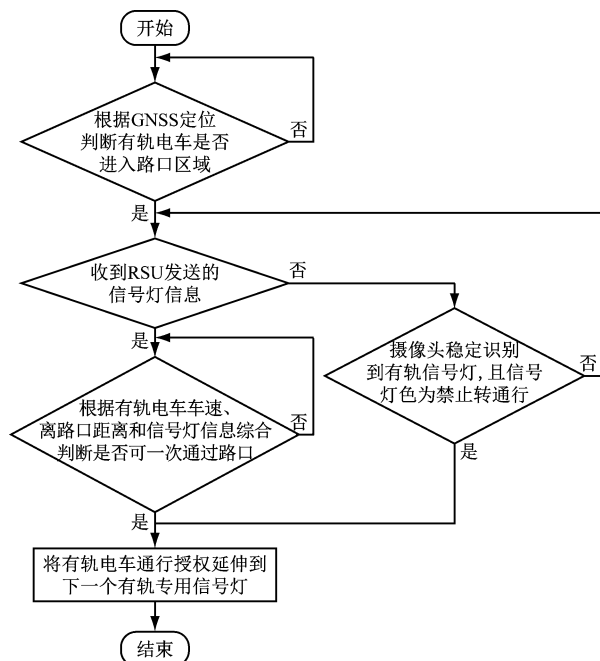 开始
根据GNSS定位
判断有轨电车是否
进入路口区域
否
是
收到RSU发送的
信号灯信息
否
是
摄像头稳定识别
到有轨信号灯, 且信号
灯色为禁止转通行
否
是
根据有轨电车车速、
离路口距离和信号灯信息综合
判断是否可一次通过路口
否
是
将有轨电车通行授权延伸到
下一个有轨专用信号灯
结束